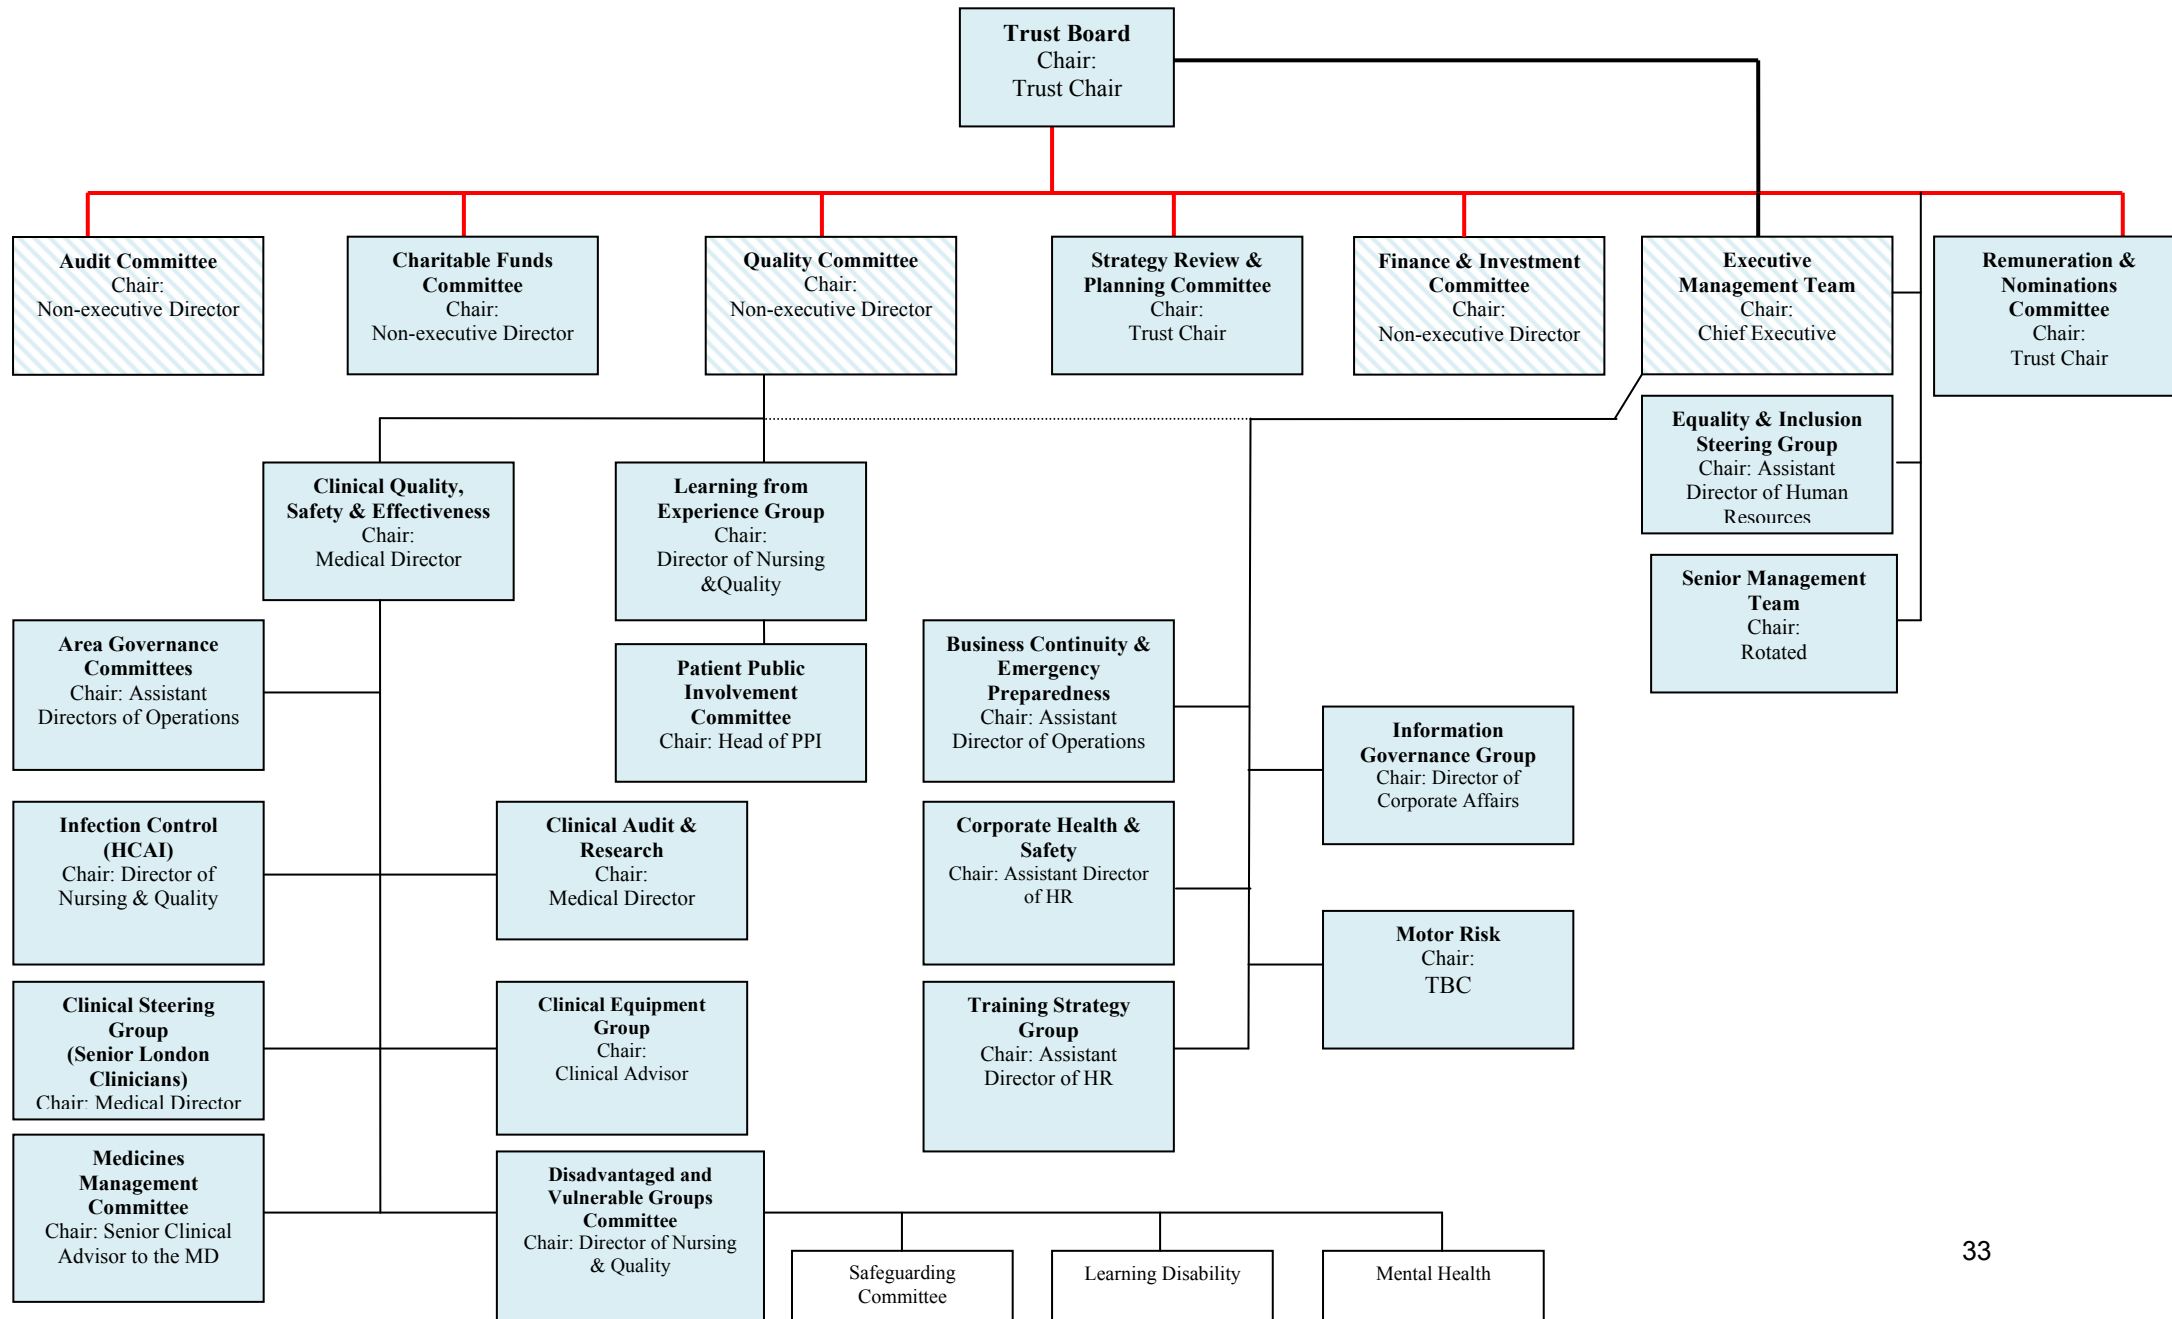 Trust Board
Chair:
Trust Chair
Audit Committee
Chair:
Non-executive Director
Charitable Funds
Committee
Chair:
Non-executive Director
Quality Committee
Chair:
Non-executive Director
Strategy Review &
Planning Committee
Chair:
Trust Chair
Finance & Investment
Committee
Chair:
Non-executive Director
Executive
Management Team
Chair:
Chief Executive
Remuneration &
Nominations
Committee
Chair:
Trust Chair
Equality & Inclusion
Steering Group
Chair: Assistant
Director of Human
Resources
Clinical Quality,
Safety & Effectiveness
Chair:
Medical Director
Learning from
Experience Group
Chair:
Director of Nursing
&Quality
Senior Management
Team
Chair:
Rotated
Area Governance
Committees
Chair: Assistant
Directors of Operations
Patient Public
Involvement
Committee
Chair: Head of PPI
Business Continuity &
Emergency
Preparedness
Chair: Assistant
Director of Operations
Information
Governance Group
Chair: Director of
Corporate Affairs
Infection Control
(HCAI)
Chair: Director of
Nursing & Quality
Clinical Audit &
Research
Chair:
Medical Director
Corporate Health &
Safety
Chair: Assistant Director
of HR
Motor Risk
Chair:
TBC
Clinical Steering
Group
(Senior London
Clinicians)
Chair: Medical Director
Clinical Equipment
Group
Chair:
Clinical Advisor
Training Strategy
Group
Chair: Assistant
Director of HR
Medicines
Management
Committee
Chair: Senior Clinical
Advisor to the MD
Disadvantaged and
Vulnerable Groups
Committee
Chair: Director of Nursing
& Quality
Safeguarding
Committee
Learning Disability
Mental Health
33